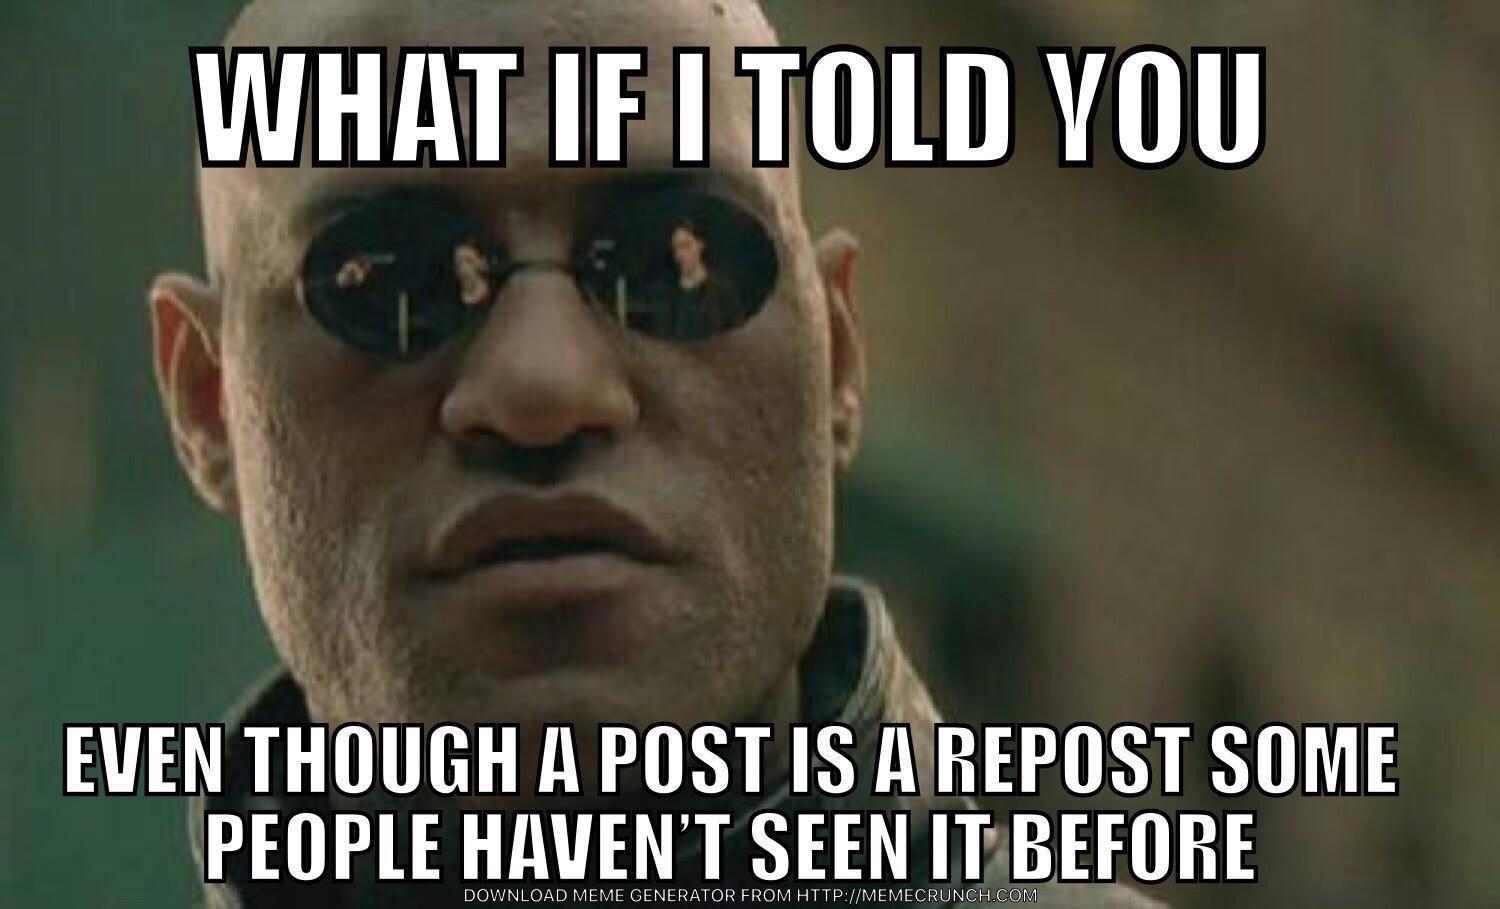 WHAT IF I TOLD YOU
EVEN THOUGH A POST IS A REPOST SOME
PEOPLE HAVEN'T SEEN IT BEFORE
DOWNLOAD MEME GENERATOR FROM HTTP://MEMECRUNCH.COM